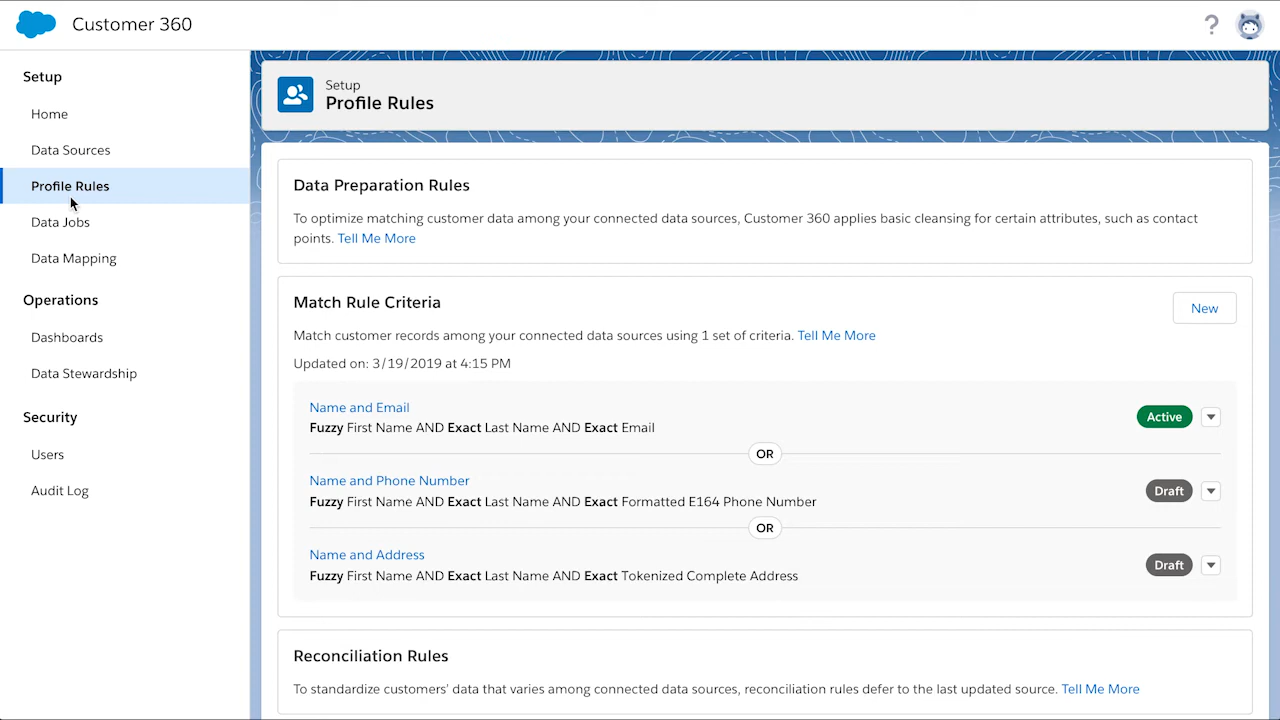 Customer 360
?
Setup
Home
Data Sources
Profile Rules
Data Jobs
Data Mapping
Operations
Dashboards
Data Stewardship
Security
Users
Audit Log
Setup
Profile Rules
Data Preparation Rules
To optimize matching customer data among your connected data sources, Customer 360 applies basic cleansing for certain attributes, such as contact
points. Tell Me More
Match Rule Criteria
New
Match customer records among your connected data sources using 1 set of criteria. Tell Me More
Updated on: 3/19/2019 at 4:15 PM
Name and Email
Fuzzy First Name AND Exact Last Name AND Exact Email
Active
OR
Name and Phone Number
Fuzzy First Name AND Exact Last Name AND Exact Formatted E164 Phone Number
Draft
OR
Name and Address
Fuzzy First Name AND Exact Last Name AND Exact Tokenized Complete Address
Draft
Reconciliation Rules
To standardize customers' data that varies among connected data sources, reconciliation rules defer to the last updated source. Tell Me More